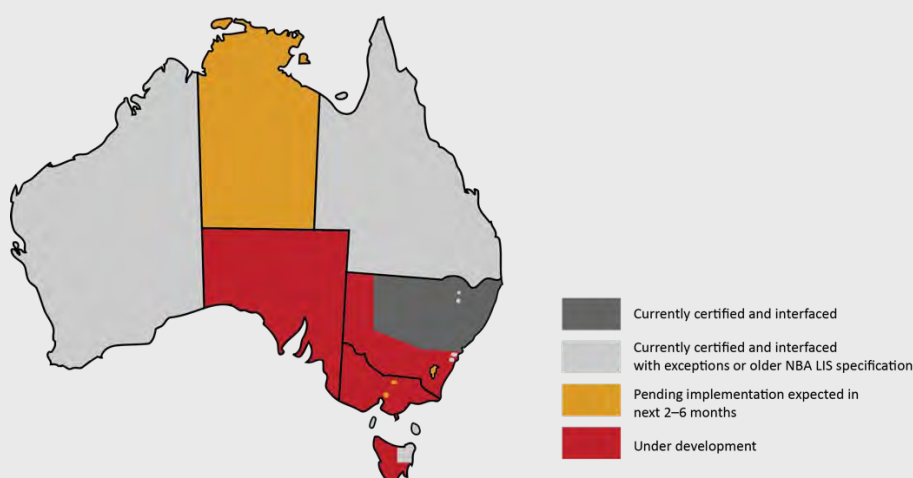 Currently certified and interfaced
Currently certified and interfaced
with exceptions or older NBA LIS specification
Pending implementation expected in
next 2–6 months
Under development